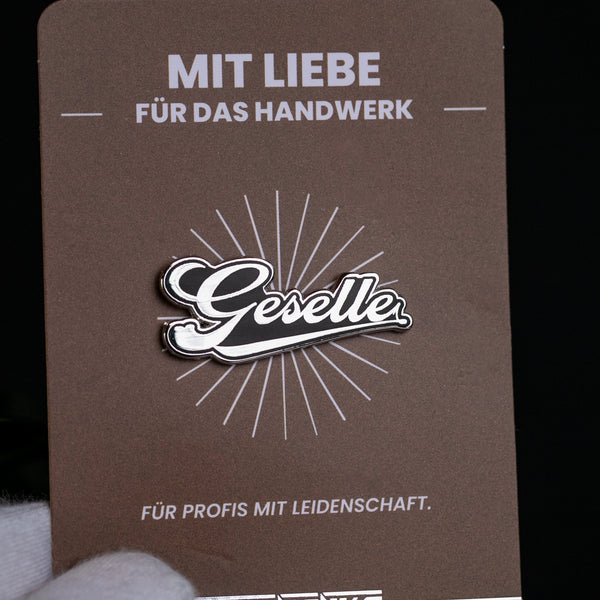 MIT LIEBE
FÜR DAS HANDWERK
Geselle
FÜR PROFIS MIT LEIDENSCHAFT.